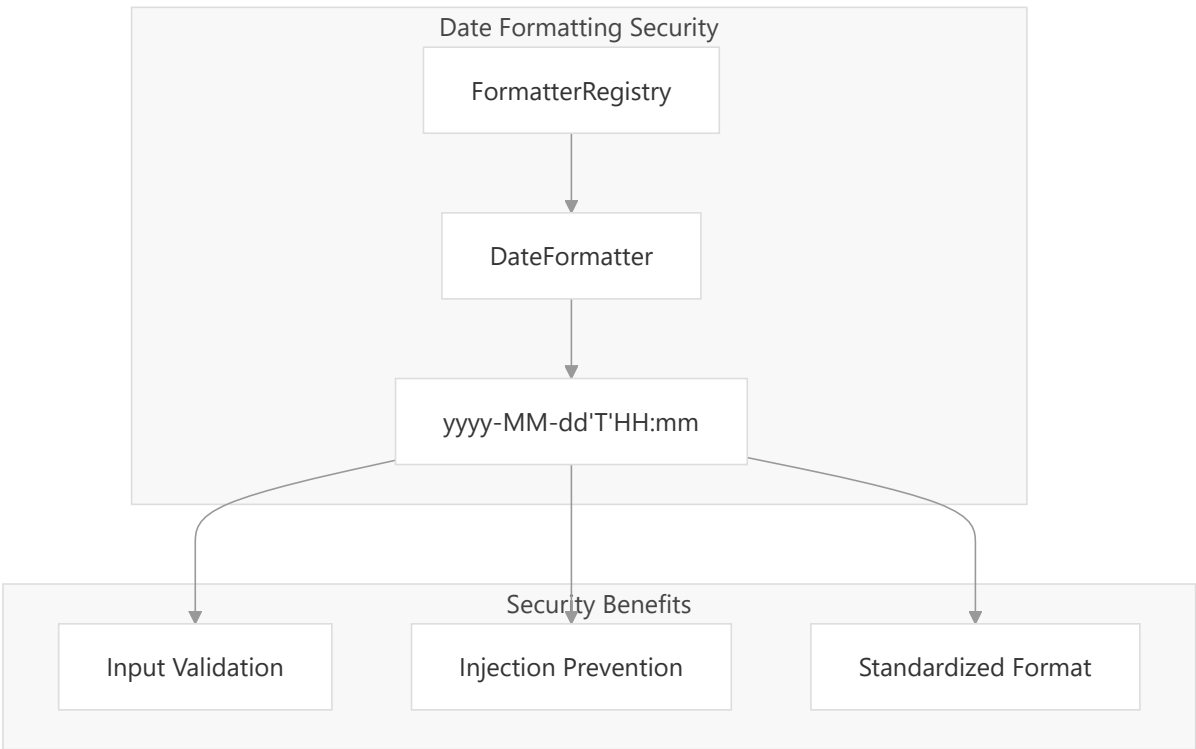 Date Formatting Security
FormatterRegistry
DateFormatter
yyyy-MM-dd'T'HH:mm
Security Benefits
Input Validation
Injection Prevention
Standardized Format